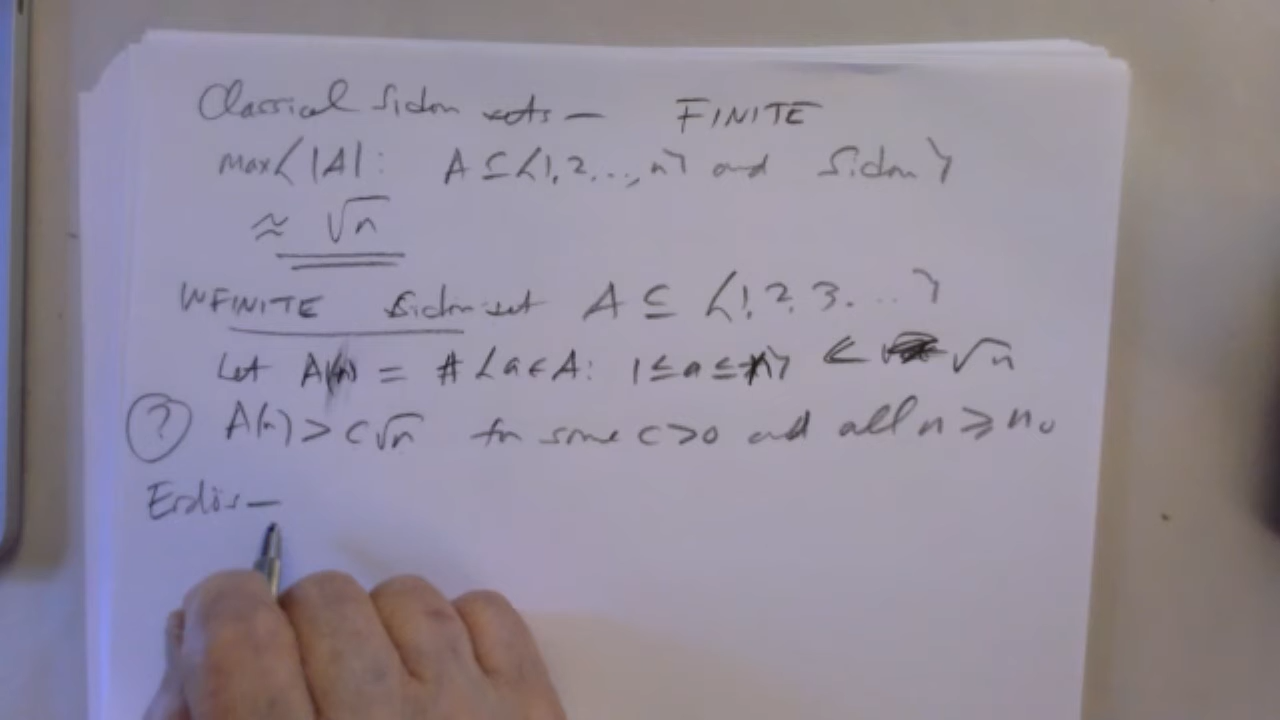 Classical Sidon sets — FINITE
max{|A|: A ⊆ {1,2,...,n} and Sidon}
≈ √n
INFINITE Sidon set A ⊆ {1,2,3,...}
Let A(n) = # {a ∈ A: 1 ≤ a ≤ n} < √n
? A(n) > c√n for some c>0 and all n ≥ n₀
Erdös —